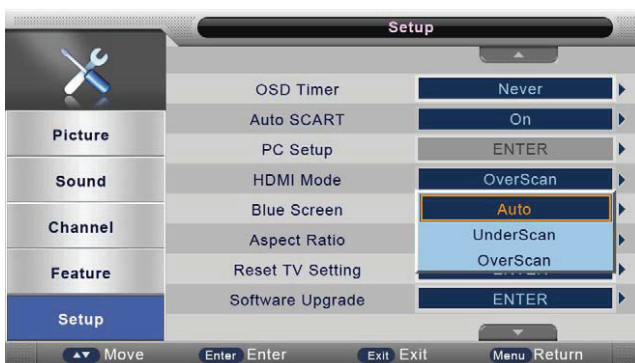 Setup
OSD Timer Never
Auto SCART On
Picture
PC Setup ENTER
Sound
HDMI Mode OverScan
Blue Screen Auto
Channel
Aspect Ratio UnderScan
OverScan
Feature
Reset TV Setting
Software Upgrade ENTER
Setup
Move Enter Enter Exit Exit Menu Return